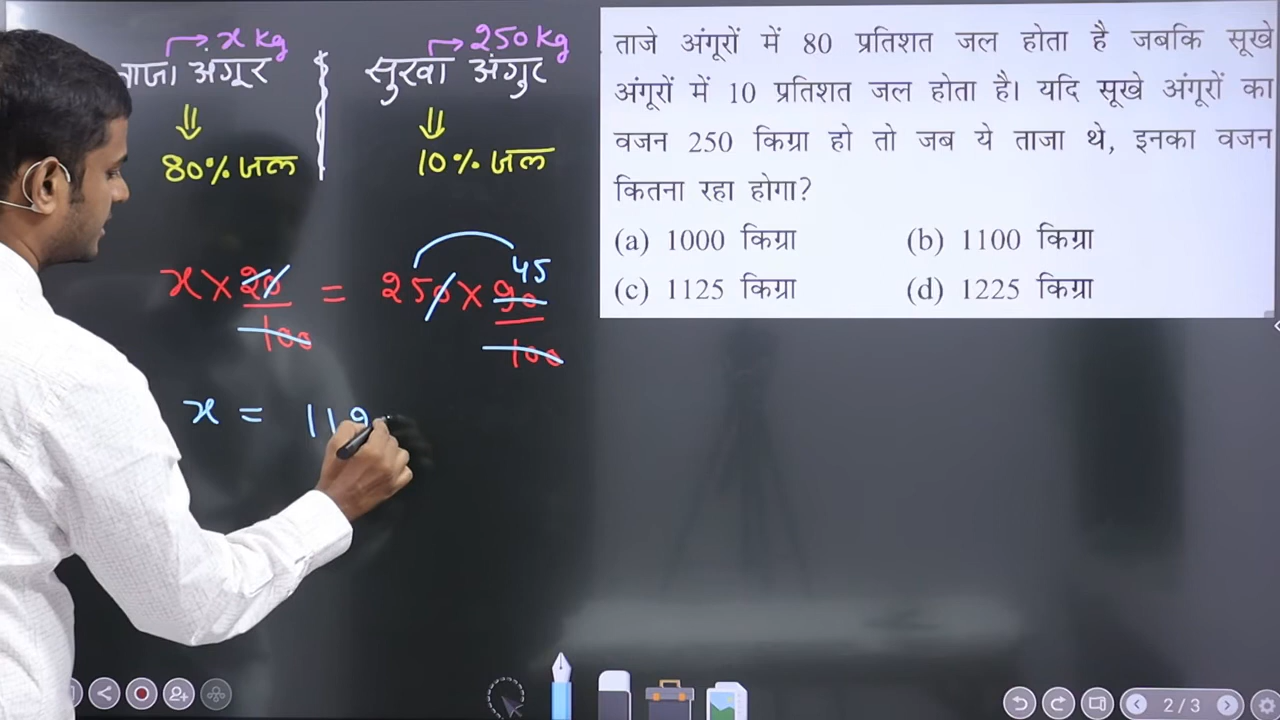 x kg
ताजा अंगूर
80% जल
250 kg
सुखा अंगुर
10% जल
x × 20/100 = 250 × 90/100
45
x = 112
ताजे अंगूरों में 80 प्रतिशत जल होता है जबकि सूखे
अंगूरों में 10 प्रतिशत जल होता है। यदि सूखे अंगूरों का
वजन 250 किग्रा हो तो जब ये ताजा थे, इनका वजन
कितना रहा होगा?
(a) 1000 किग्रा (b) 1100 किग्रा
(c) 1125 किग्रा (d) 1225 किग्रा
2 / 3